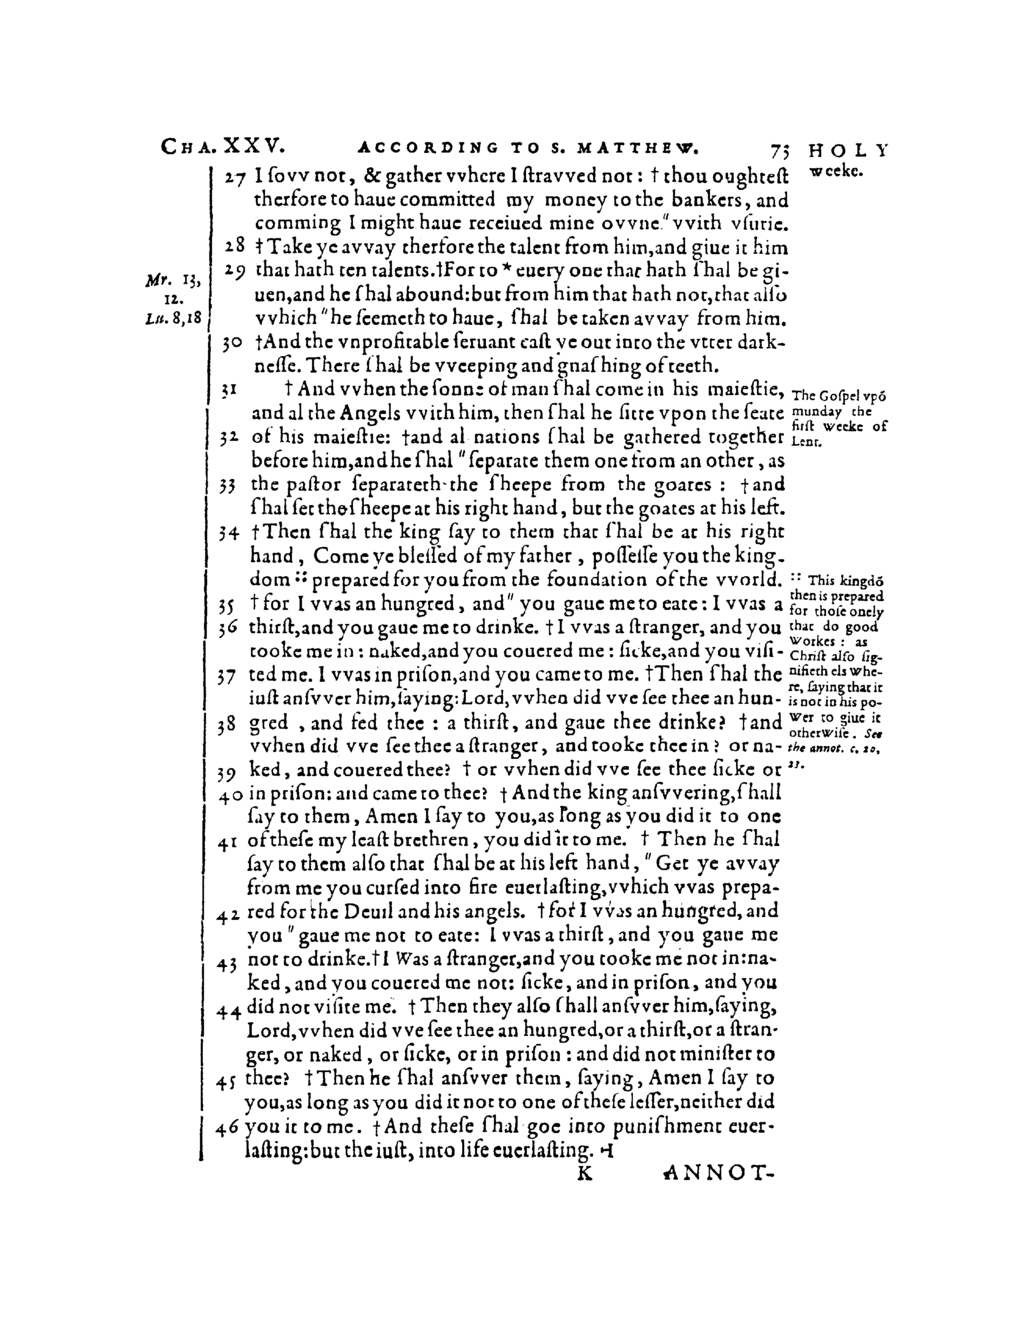 CHA. XXV. ACCORDING TO S. MATTHEW. 73 HOLY
weeke.
27 I ſovv not, & gather vvhere I ſtravved not: † thou oughteſt
therfore to haue committed my money to the bankers, and
comming I might haue receiued mine ovvne "vvith vſurie.
28 †Take ye avvay therfore the talent from him,and giue it him
29 that hath ten talents.†For to * euery one that hath ſhal be gi-
uen,and he ſhal abound:but from him that hath not,that alſo
vvhich "he ſeemeth to haue, ſhal be taken avvay from him.
Mr. 13,
12.
Lu. 8,18
30 †And the vnprofitable ſeruant caſt ye out into the vtter dark-
neſſe. There ſhal be vveeping and gnaſhing of teeth.
31 † And vvhen the ſonne of man ſhal come in his maieſtie,
and al the Angels vvith him, then ſhal he ſitte vpon the ſeate
32 of his maieſtie: †and al nations ſhal be gathered together
before him,and he ſhal "ſeparate them one from an other, as
33 the paſtor ſeparateth the ſheepe from the goates : †and
ſhal ſet the ſheepe at his right hand, but the goates at his left.
34 †Then ſhal the king ſay to them that ſhal be at his right
hand, Come ye bleſſed of my father, poſſeſſe you the king-
dom :: prepared for you from the foundation of the vvorld.
35 †for I vvas an hungred, and" you gaue me to eate: I vvas a
36 thirſt,and you gaue me to drinke. †I vvas a ſtranger, and you
tooke me in: naked,and you couered me: ſicke,and you viſi-
37 ted me. I vvas in priſon,and you came to me. †Then ſhal the
iuſt anſvver him,ſaying:Lord,vvhen did vve ſee thee an hun-
38 gred , and fed thee : a thirſt, and gaue thee drinke? †and
vvhen did vve ſee thee a ſtranger, and tooke thee in? or na-
39 ked, and couered thee? † or vvhen did vve ſee thee ſicke or
40 in priſon: and came to thee? † And the king anſvvering,ſhall
ſay to them, Amen I ſay to you,as long as you did it to one
41 of theſe my leaſt brethren, you did it to me. † Then he ſhal
ſay to them alſo that ſhal be at his left hand, "Get ye avvay
from me you curſed into fire euerlaſting,vvhich vvas prepa-
42 red for the Deuil and his angels. †for I vvas an hungred, and
you "gaue me not to eate: I vvas a thirſt, and you gaue me
43 not to drinke.†I Was a ſtranger,and you tooke me not in:na-
ked, and you couered me not: ſicke, and in priſon, and you
44 did not viſite me. †Then they alſo ſhall anſvver him,ſaying,
Lord,vvhen did vve ſee thee an hungred,or a thirſt,or a ſtran-
ger, or naked, or ſicke, or in priſon : and did not miniſter to
45 thee? †Then he ſhal anſvver them, ſaying, Amen I ſay to
you,as long as you did it not to one of theſe leſſer,neither did
46 you it to me. †And theſe ſhal goe into puniſhment euer-
laſting:but the iuſt, into life euerlaſting. ⊣
The Goſpel vpó
munday the
firſt weeke of
Lent.
:: This kingdō
then is prepared
for thoſe onely
that do good
Workes : as
Chriſt alſo ſig-
nifieth els Whe-
re, ſaying that it
is not in his po-
Wer to giue it
otherWiſe. See
the annot. c. 20,
23.
K ANNOT-